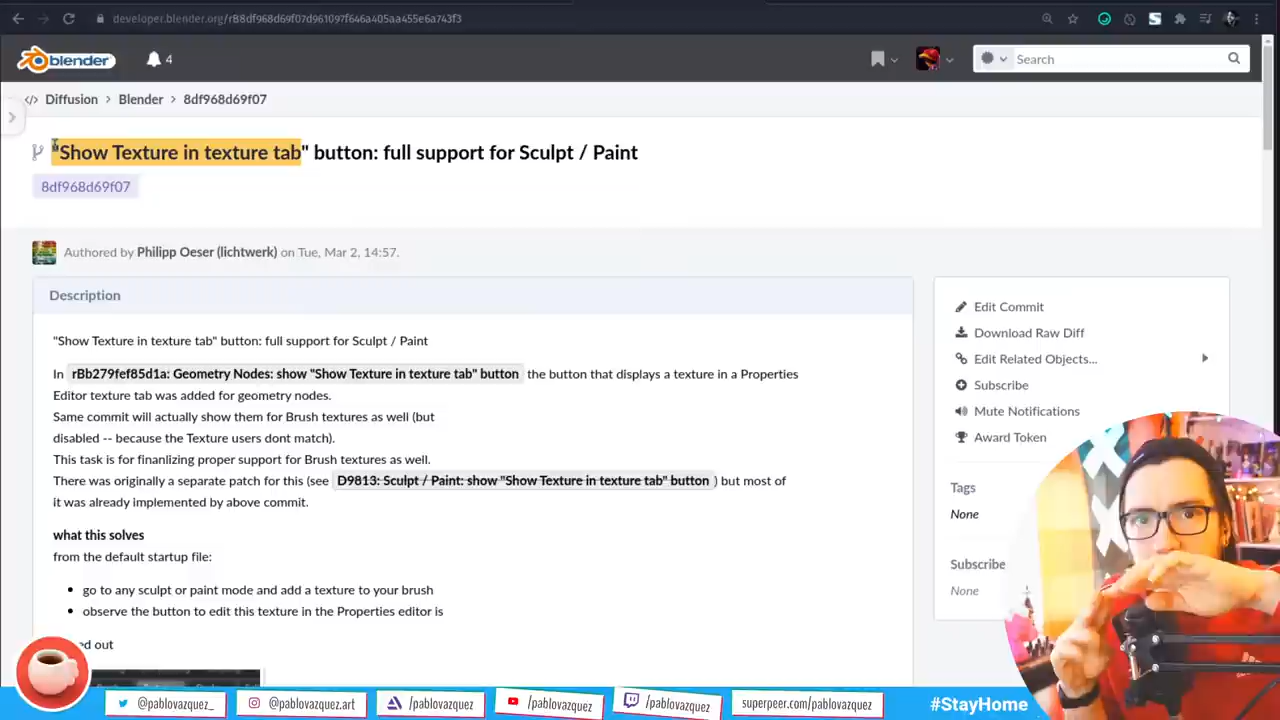 developer.blender.org/rB8df968d69f07d961097f646a405aa455e6a743f3
blender
4
Search
Diffusion > Blender > 8df968d69f07
"Show Texture in texture tab" button: full support for Sculpt / Paint
8df968d69f07
Authored by Philipp Oeser (lichtwerk) on Tue, Mar 2, 14:57.
Description
"Show Texture in texture tab" button: full support for Sculpt / Paint
In rBb279fef85d1a: Geometry Nodes: show "Show Texture in texture tab" button the button that displays a texture in a Properties
Editor texture tab was added for geometry nodes.
Same commit will actually show them for Brush textures as well (but
disabled -- because the Texture users dont match).
This task is for finanlizing proper support for Brush textures as well.
There was originally a separate patch for this (see D9813: Sculpt / Paint: show "Show Texture in texture tab" button ) but most of
it was already implemented by above commit.
what this solves
from the default startup file:
go to any sculpt or paint mode and add a texture to your brush
observe the button to edit this texture in the Properties editor is
ed out
Edit Commit
Download Raw Diff
Edit Related Objects...
Subscribe
Mute Notifications
Award Token
Tags
None
Subscribe
None
@pablovazquez_
@pablovazquez.art
/pablovazquez
/pablovazquez
/pablovazquez
superpeer.com/pablovazquez
#StayHome